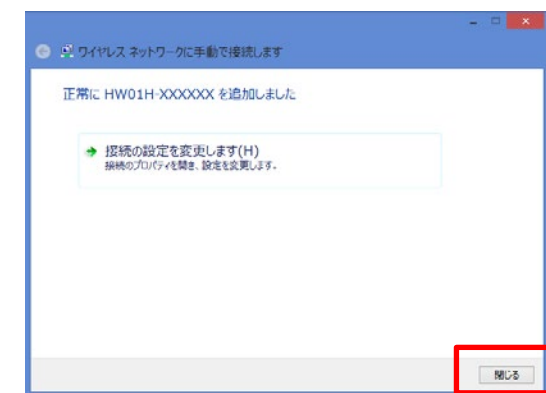 ワイヤレス ネットワークに手動で接続します
正常に HW01H-XXXXXX を追加しました
接続の設定を変更します(H)
接続のプロパティを開き、設定を変更します。
閉じる